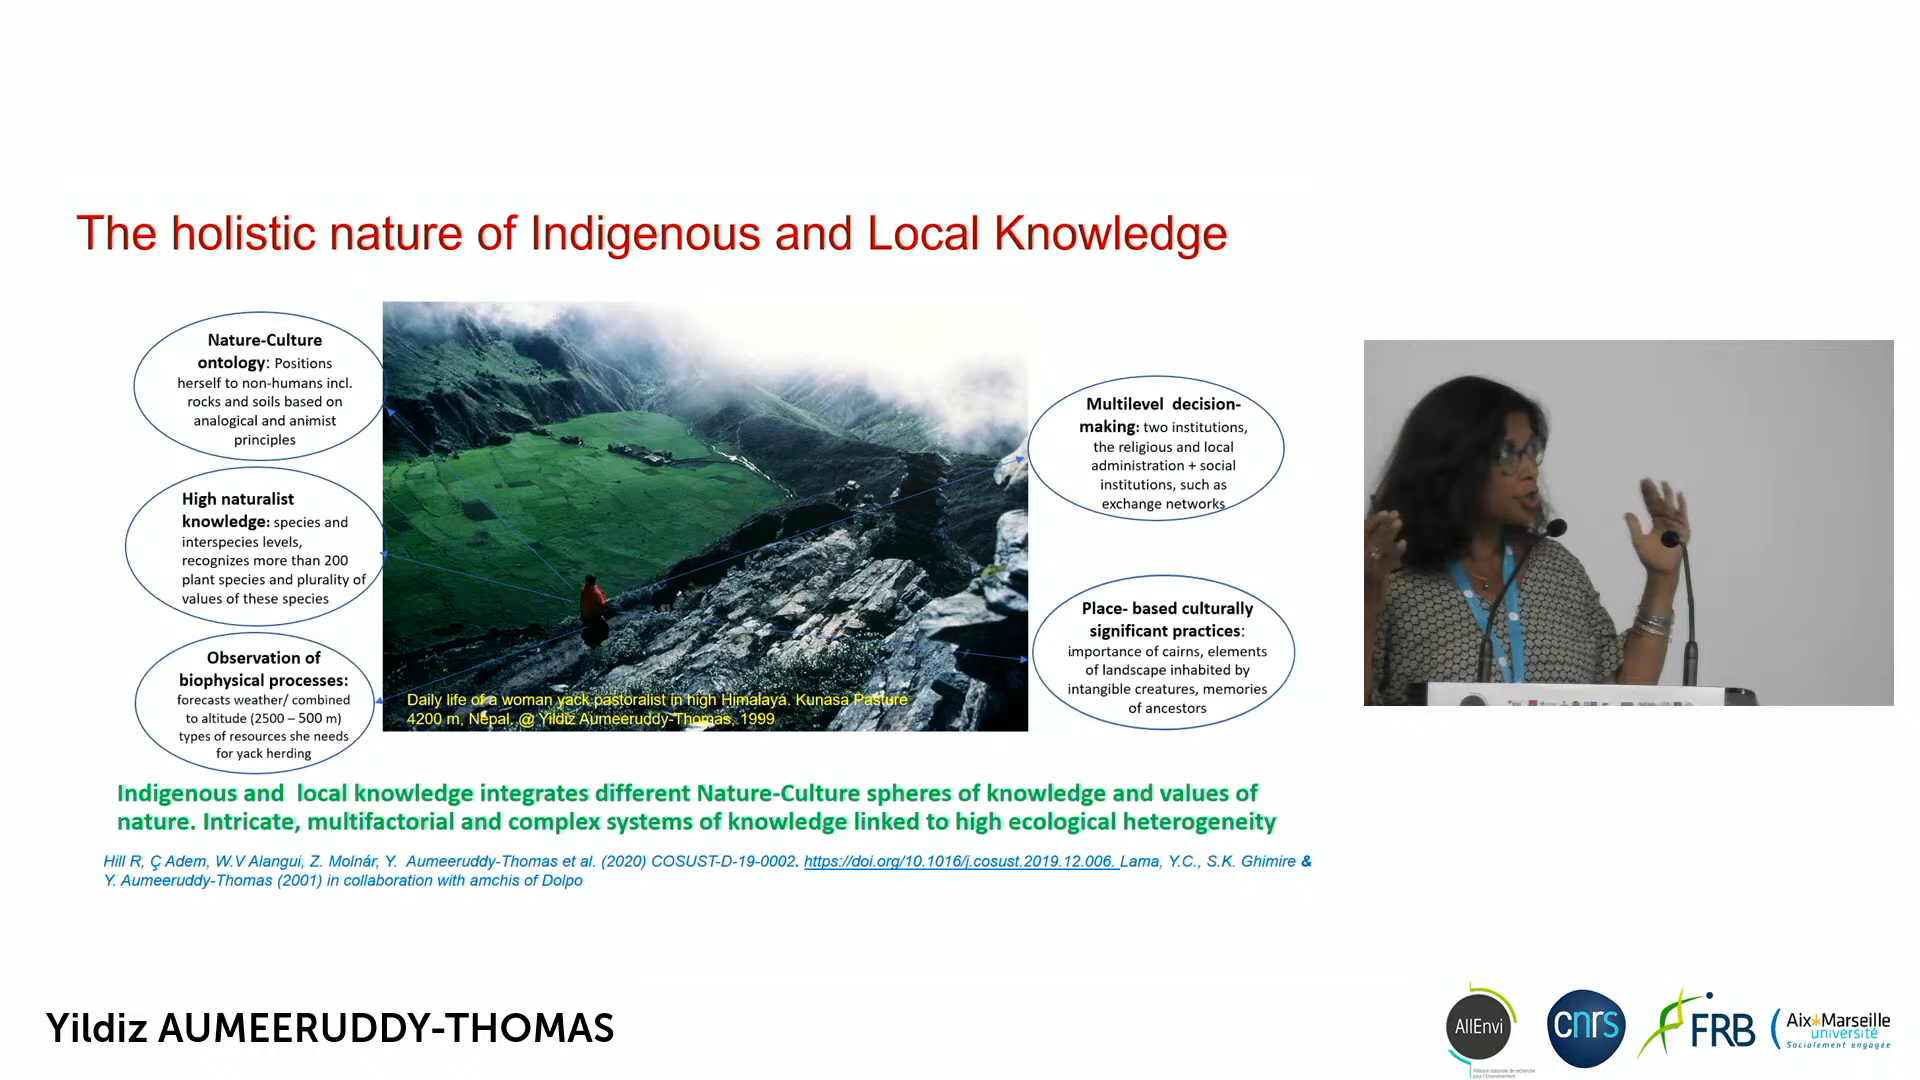 The holistic nature of Indigenous and Local Knowledge
Nature-Culture
ontology: Positions
herself to non-humans incl.
rocks and soils based on
analogical and animist
principles
High naturalist
knowledge: species and
interspecies levels,
recognizes more than 200
plant species and plurality of
values of these species
Observation of
biophysical processes:
forecasts weather/ combined
to altitude (2500 – 500 m)
types of resources she needs
for yack herding
Daily life of a woman yack pastoralist in high Himalaya. Kunasa Pasture
4200 m, Nepal, @ Yildiz Aumeeruddy-Thomas, 1999
Multilevel decision-
making: two institutions,
the religious and local
administration + social
institutions, such as
exchange networks
Place- based culturally
significant practices:
importance of cairns, elements
of landscape inhabited by
intangible creatures, memories
of ancestors
Indigenous and local knowledge integrates different Nature-Culture spheres of knowledge and values of
nature. Intricate, multifactorial and complex systems of knowledge linked to high ecological heterogeneity
Hill R, Ç Adem, W.V Alangui, Z. Molnár, Y. Aumeeruddy-Thomas et al. (2020) COSUST-D-19-0002. https://doi.org/10.1016/j.cosust.2019.12.006. Lama, Y.C., S.K. Ghimire &
Y. Aumeeruddy-Thomas (2001) in collaboration with amchis of Dolpo
Yildiz AUMEERUDDY-THOMAS
AllEnvi
Alliance nationale de recherche
pour l'Environnement
cnrs
FRB
Aix*Marseille
université
Socialement engagée